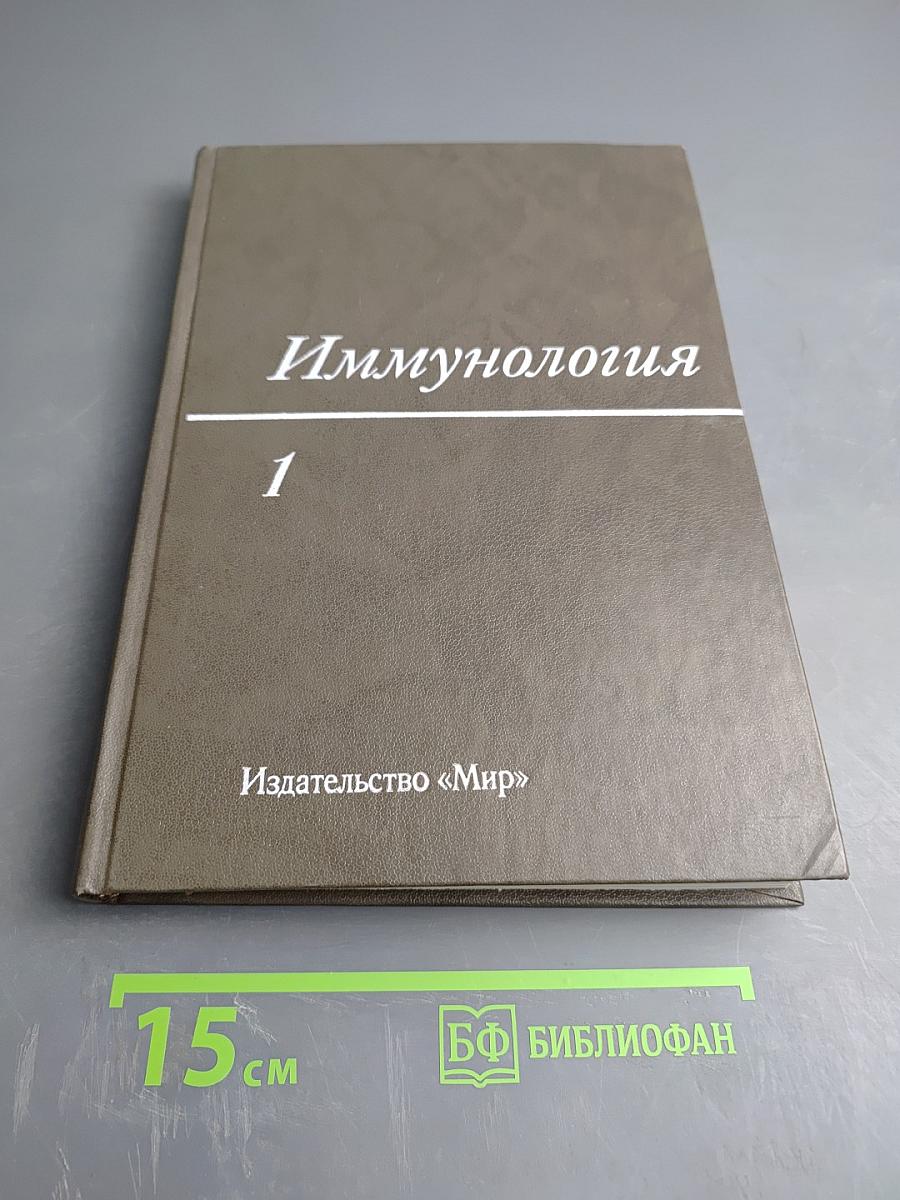 Иммунология
1
Издательство «Мир»
15 см
БФ БИБЛИОФАН